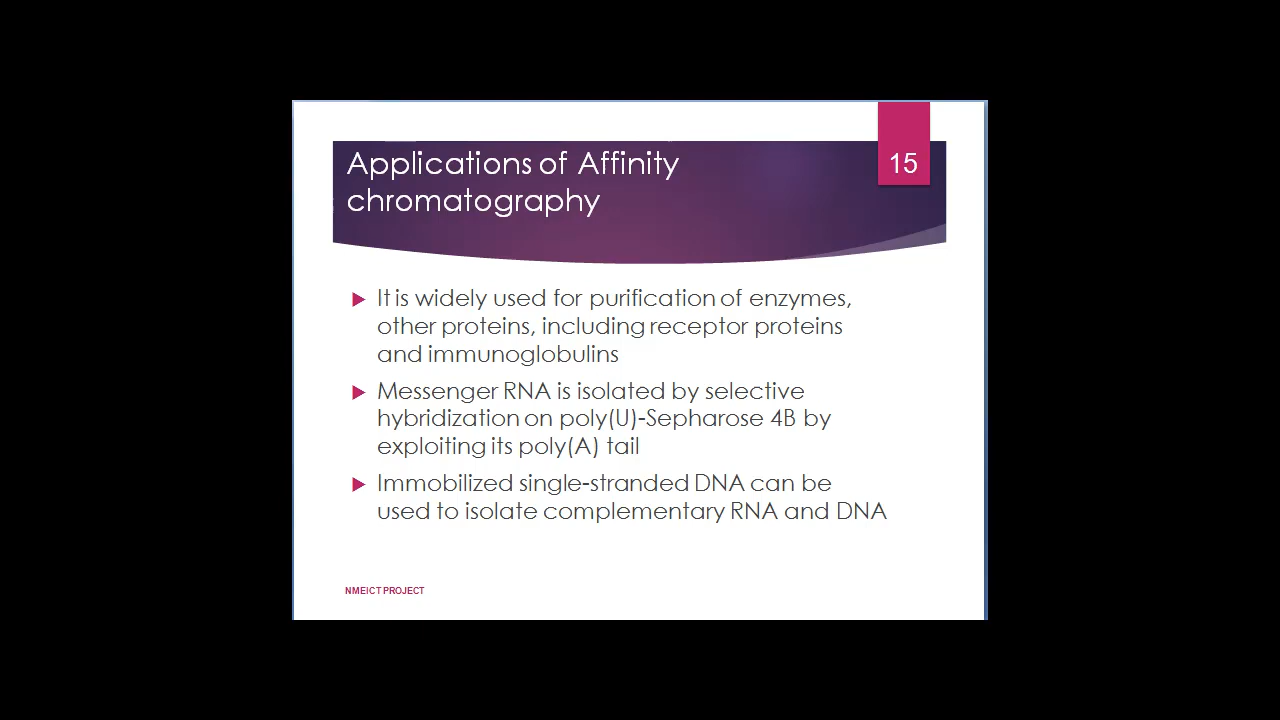 Applications of Affinity
chromatography
15
It is widely used for purification of enzymes,
other proteins, including receptor proteins
and immunoglobulins
Messenger RNA is isolated by selective
hybridization on poly(U)-Sepharose 4B by
exploiting its poly(A) tail
Immobilized single-stranded DNA can be
used to isolate complementary RNA and DNA
NMEICT PROJECT